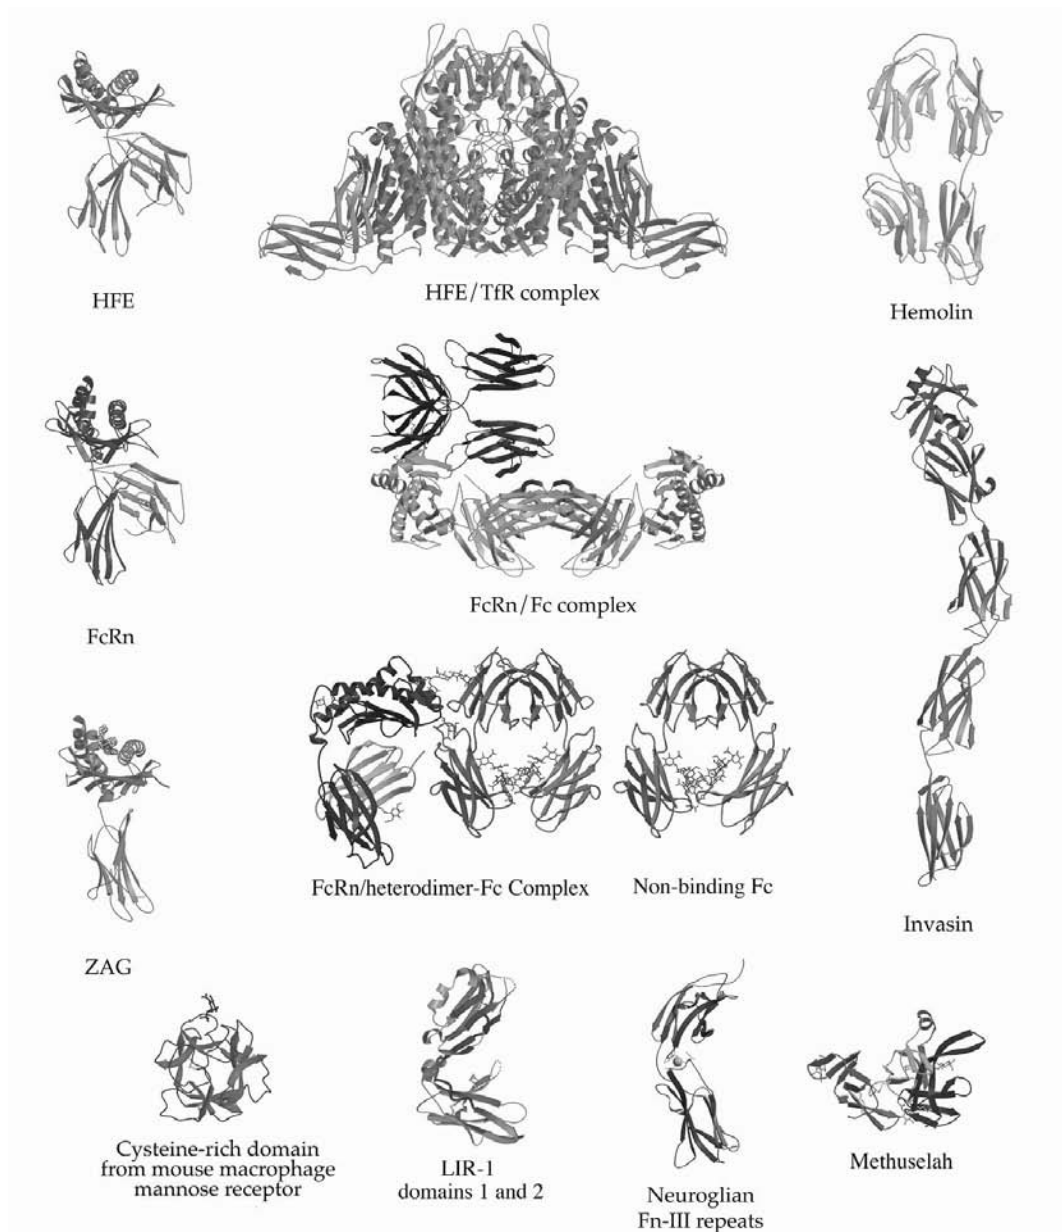 HFE
HFE/TfR complex
Hemolin
FcRn
FcRn/Fc complex
FcRn/heterodimer-Fc Complex
Non-binding Fc
Invasin
ZAG
Cysteine-rich domain
from mouse macrophage
mannose receptor
LIR-1
domains 1 and 2
Neuroglian
Fn-III repeats
Methuselah